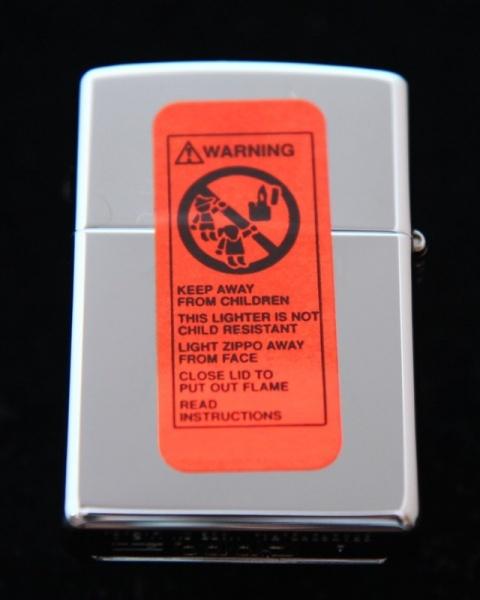 WARNING
KEEP AWAY
FROM CHILDREN
THIS LIGHTER IS NOT
CHILD RESISTANT
LIGHT ZIPPO AWAY
FROM FACE
CLOSE LID TO
PUT OUT FLAME
READ
INSTRUCTIONS